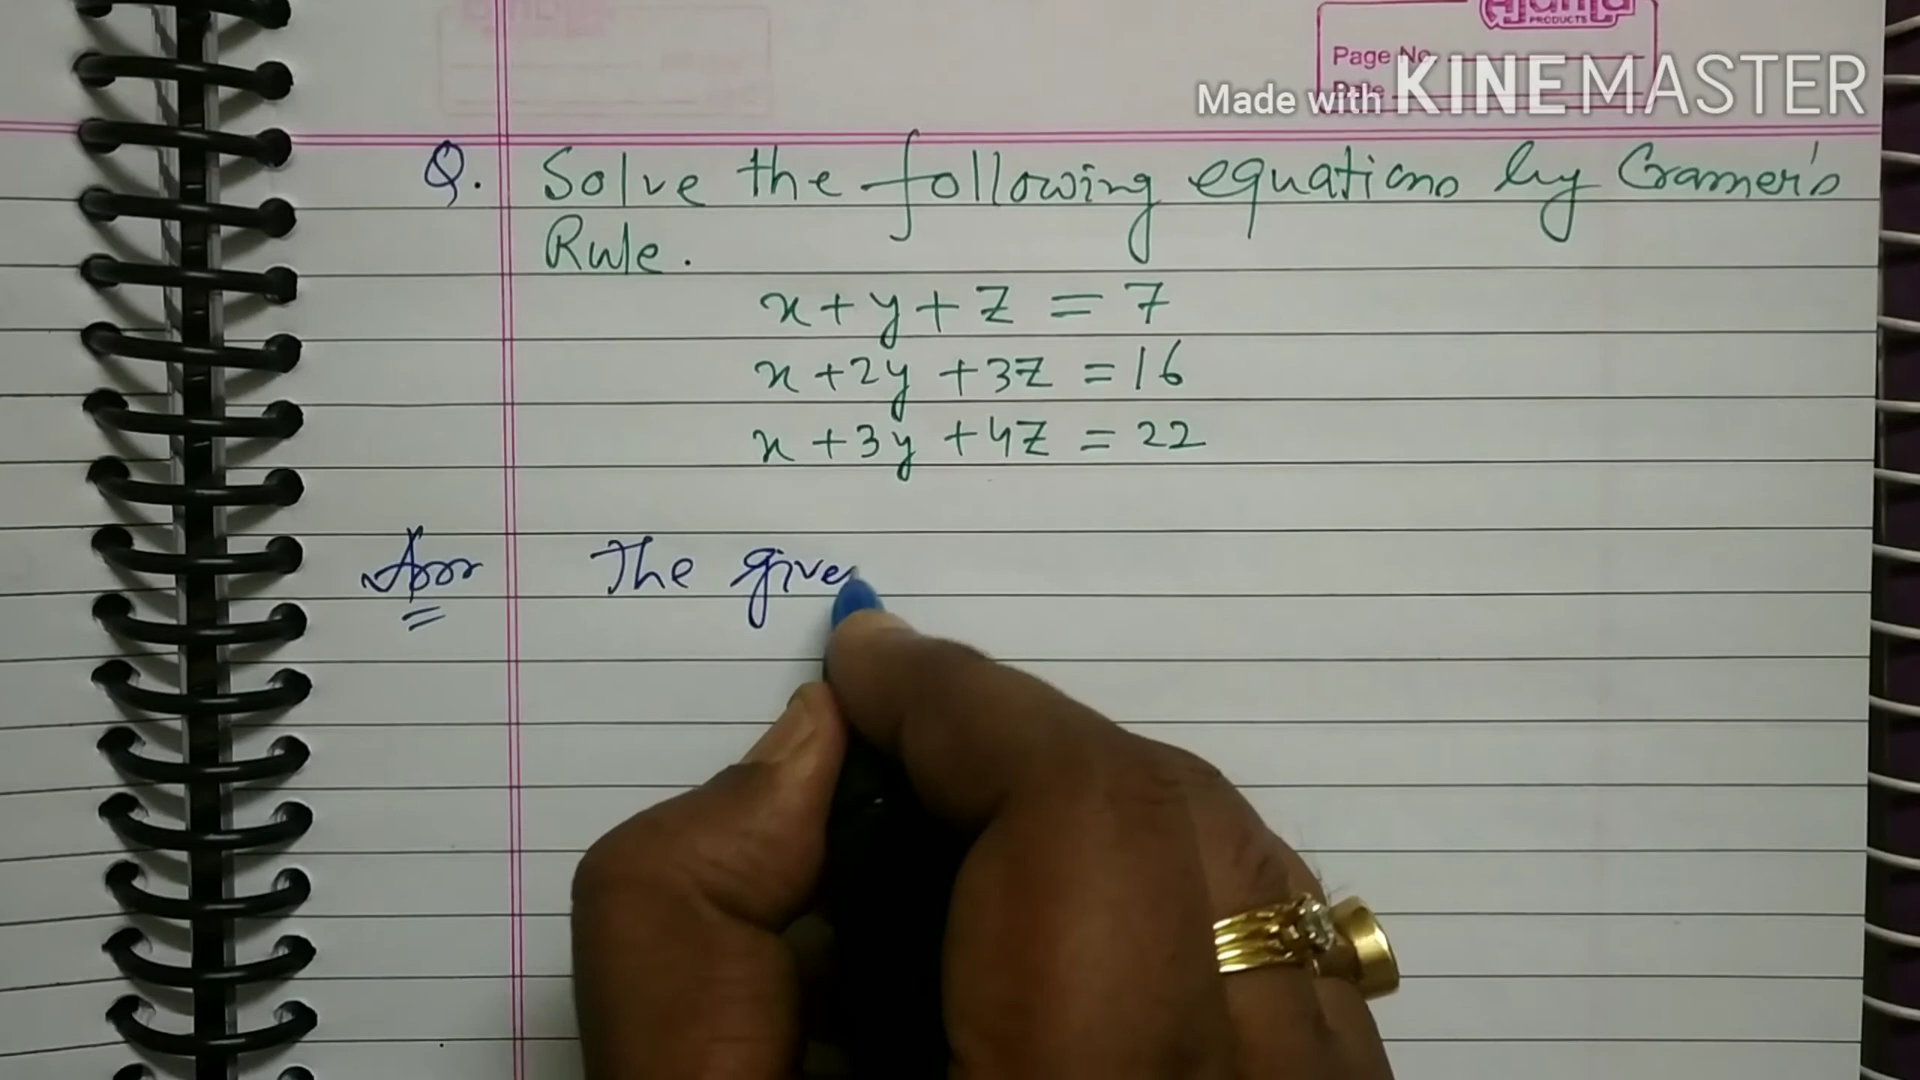 PRODUCTS
Page No.
Made with KINEMASTER
Q. Solve the following equations by Cramer's
Rule.
x + y + z = 7
x + 2y + 3z = 16
x + 3y + 4z = 22
Ans The give